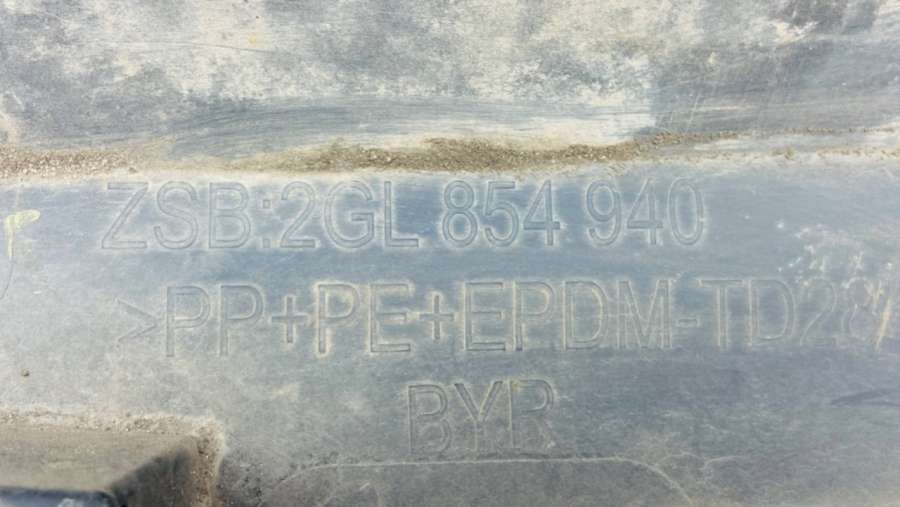 ZSB:2GL 854 940
>PP+PE+EPDM-TD28
BYR